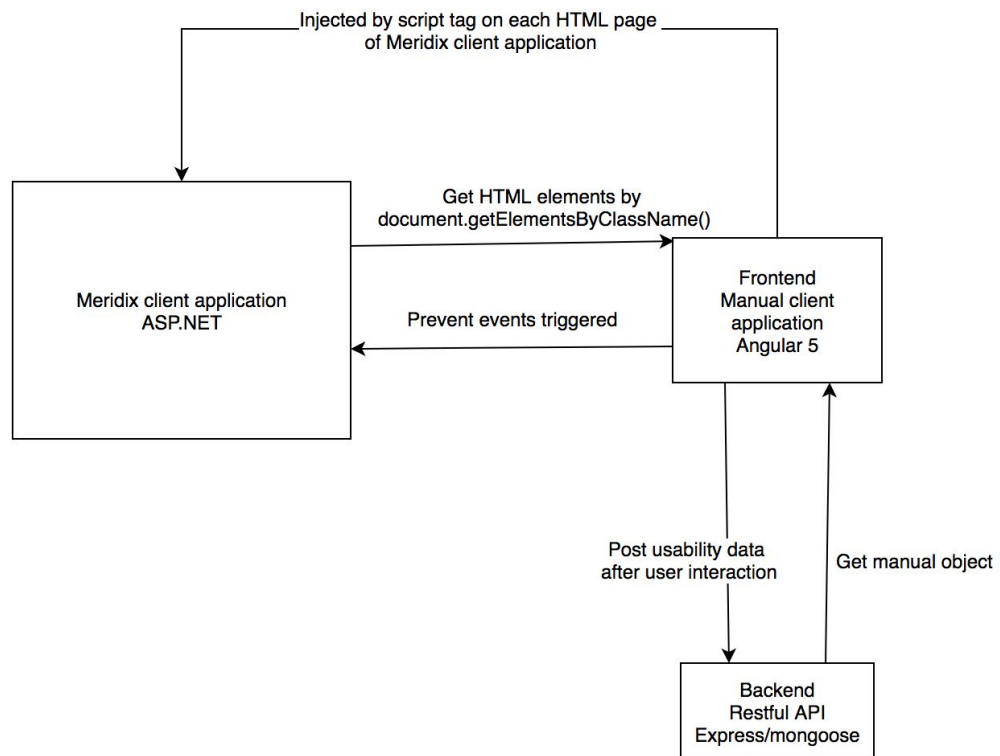 Injected by script tag on each HTML page
of Meridix client application
Get HTML elements by
document.getElementsByClassName()
Meridix client application
ASP.NET
Frontend
Manual client
application
Angular 5
Prevent events triggered
Post usability data
after user interaction
Get manual object
Backend
Restful API
Express/mongoose